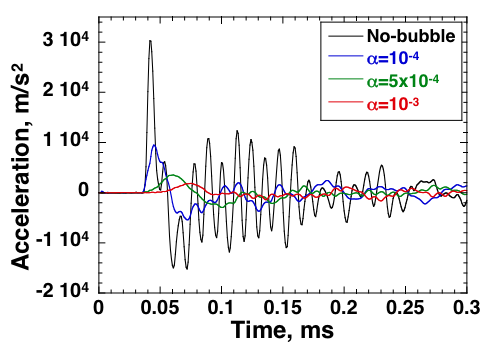 No-bubble
α=10⁻⁴
α=5x10⁻⁴
α=10⁻³
Acceleration, m/s²
3 10⁴
2 10⁴
1 10⁴
0
-1 10⁴
-2 10⁴
0 0.05 0.1 0.15 0.2 0.25 0.3
Time, ms